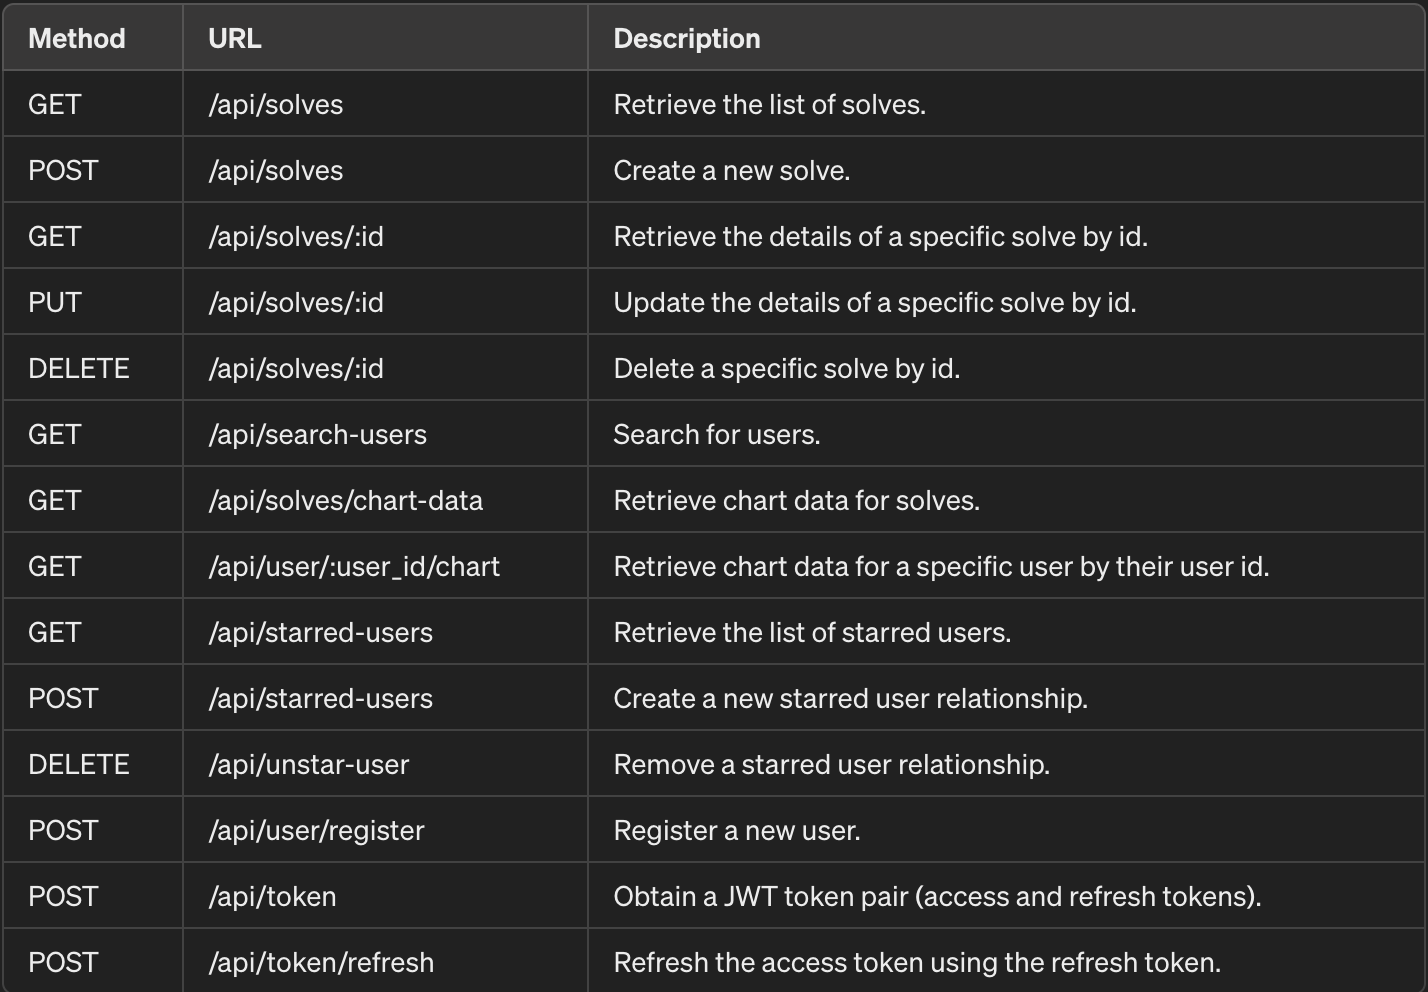 Method URL Description
GET /api/solves Retrieve the list of solves.
POST /api/solves Create a new solve.
GET /api/solves/:id Retrieve the details of a specific solve by id.
PUT /api/solves/:id Update the details of a specific solve by id.
DELETE /api/solves/:id Delete a specific solve by id.
GET /api/search-users Search for users.
GET /api/solves/chart-data Retrieve chart data for solves.
GET /api/user/:user_id/chart Retrieve chart data for a specific user by their user id.
GET /api/starred-users Retrieve the list of starred users.
POST /api/starred-users Create a new starred user relationship.
DELETE /api/unstar-user Remove a starred user relationship.
POST /api/user/register Register a new user.
POST /api/token Obtain a JWT token pair (access and refresh tokens).
POST /api/token/refresh Refresh the access token using the refresh token.